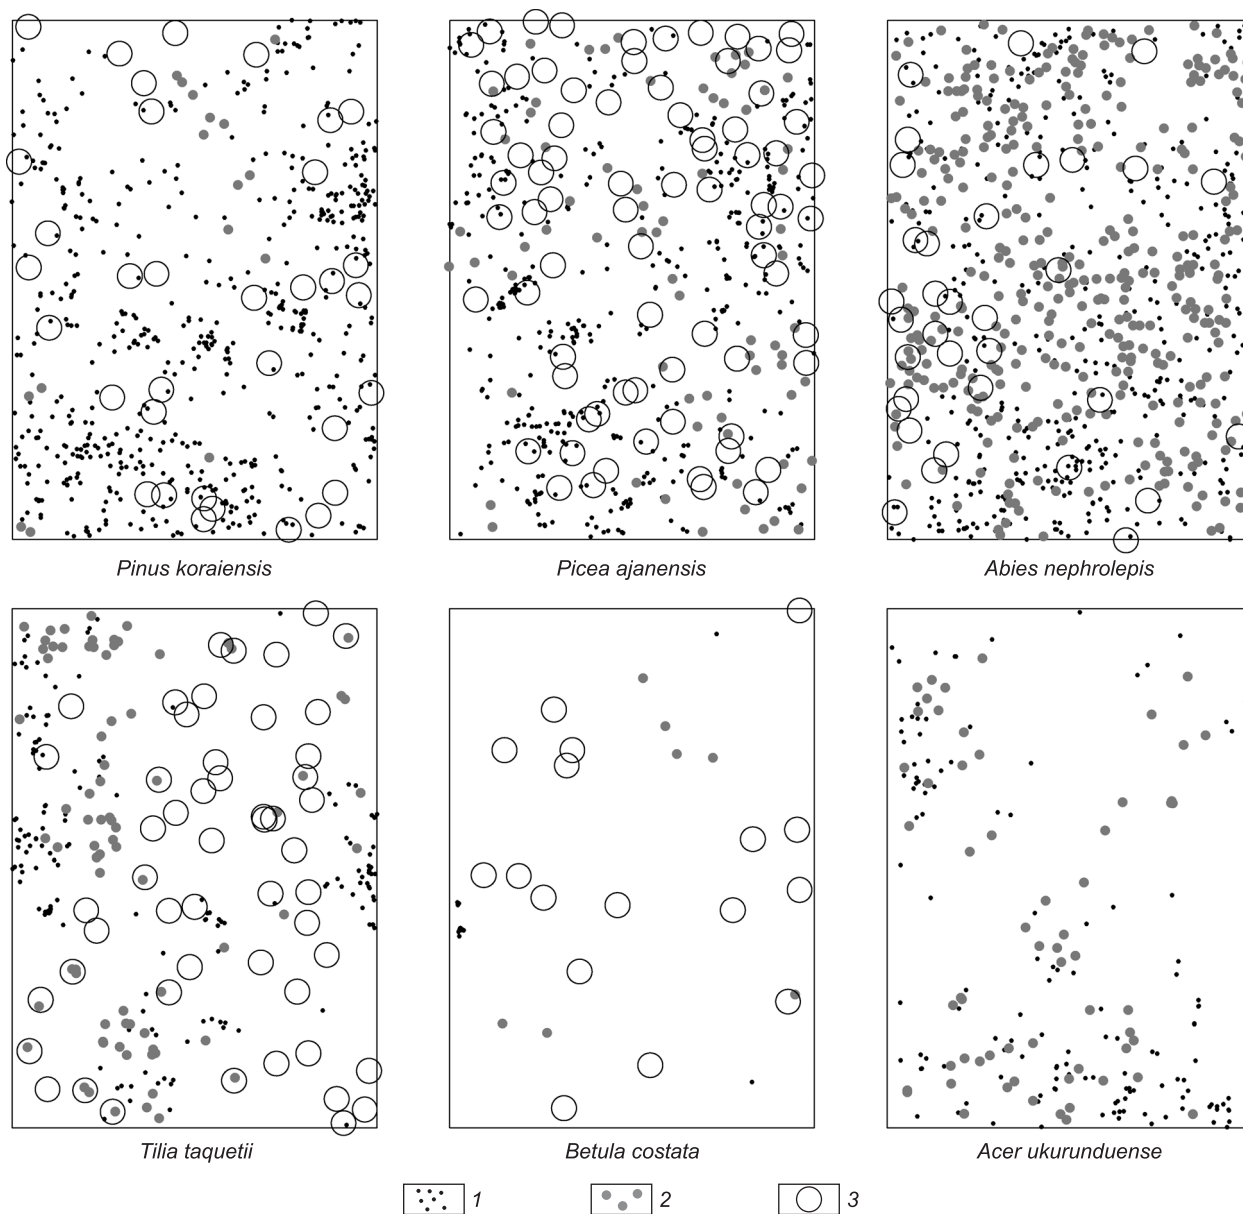 Pinus koraiensis
Picea ajanensis
Abies nephrolepis
Tilia taquetii
Betula costata
Acer ukurunduense
1
2
3